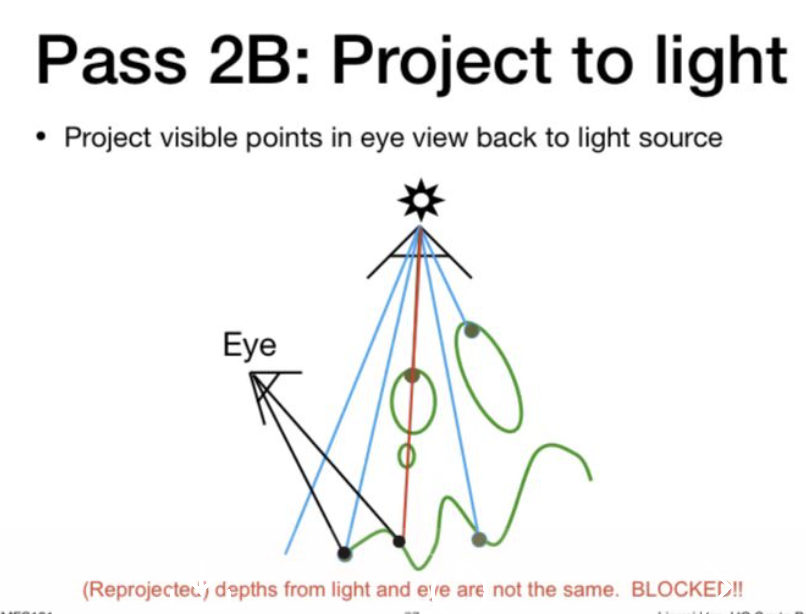 Pass 2B: Project to light
• Project visible points in eye view back to light source
Eye
(Reprojected) depths from light and eye are not the same. BLOCKED!!